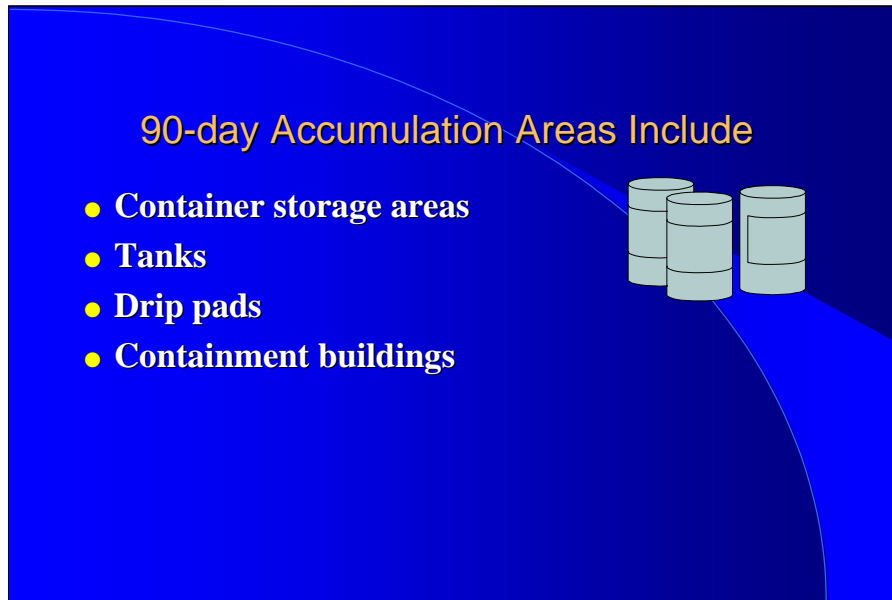 90-day Accumulation Areas Include
● Container storage areas
● Tanks
● Drip pads
● Containment buildings